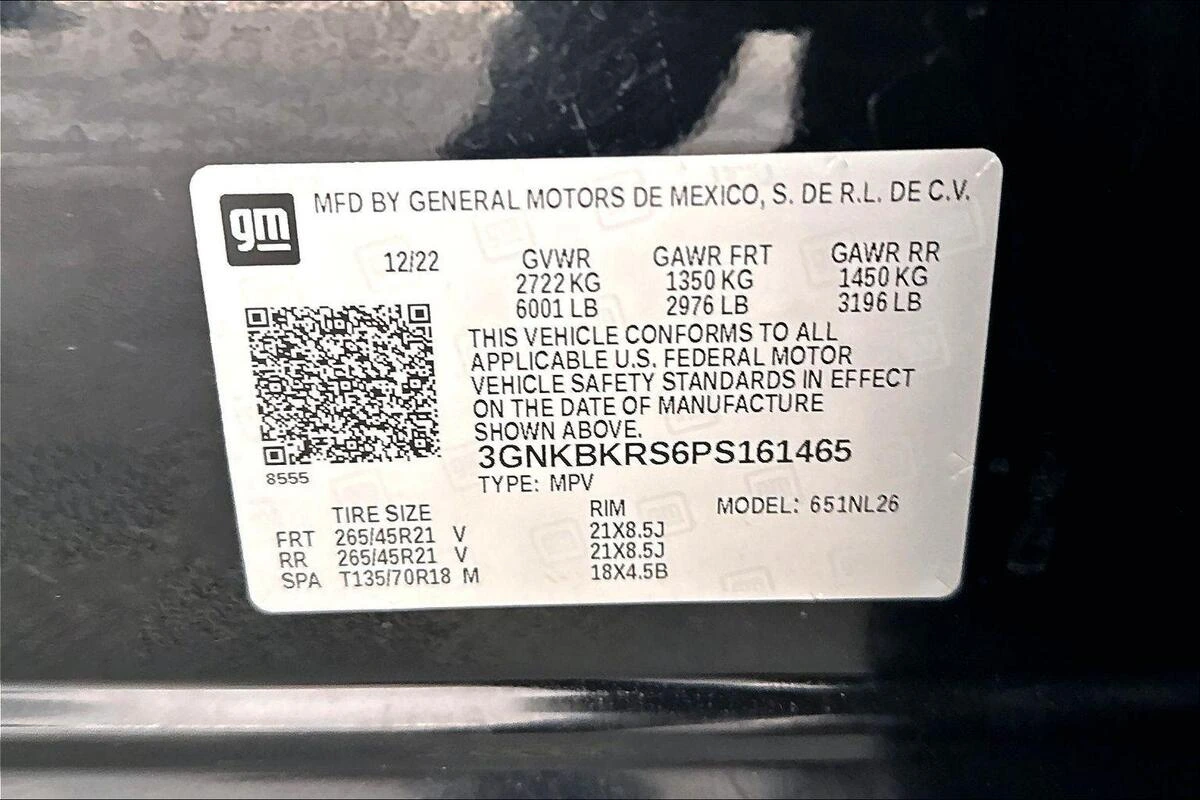 gm
MFD BY GENERAL MOTORS DE MEXICO, S. DE R.L. DE C.V.
12/22 GVWR GAWR FRT GAWR RR
2722 KG 1350 KG 1450 KG
6001 LB 2976 LB 3196 LB
THIS VEHICLE CONFORMS TO ALL
APPLICABLE U.S. FEDERAL MOTOR
VEHICLE SAFETY STANDARDS IN EFFECT
ON THE DATE OF MANUFACTURE
SHOWN ABOVE.
3GNKBKRS6PS161465
8555
TYPE: MPV
TIRE SIZE RIM MODEL: 651NL26
FRT 265/45R21 V 21X8.5J
RR 265/45R21 V 21X8.5J
SPA T135/70R18 M 18X4.5B